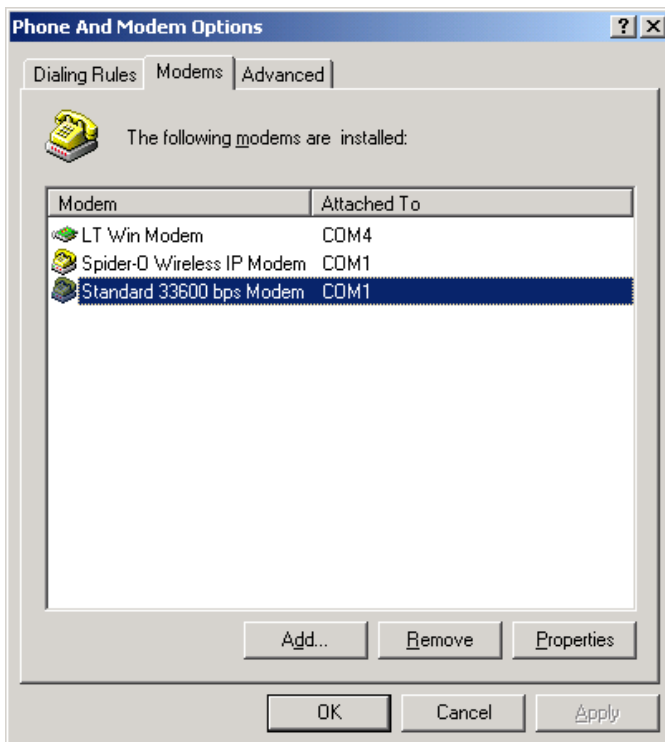 Phone And Modem Options
Dialing Rules Modems Advanced
The following modems are installed:
Modem Attached To
LT Win Modem COM4
Spider-O Wireless IP Modem COM1
Standard 33600 bps Modem COM1
Add... Remove Properties
OK Cancel Apply